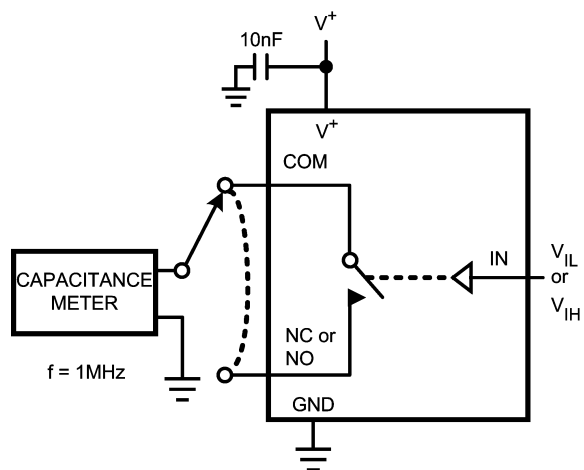 V+
10nF
V+
COM
CAPACITANCE
METER
IN
VIL
or
VIH
NC or
NO
f = 1MHz
GND